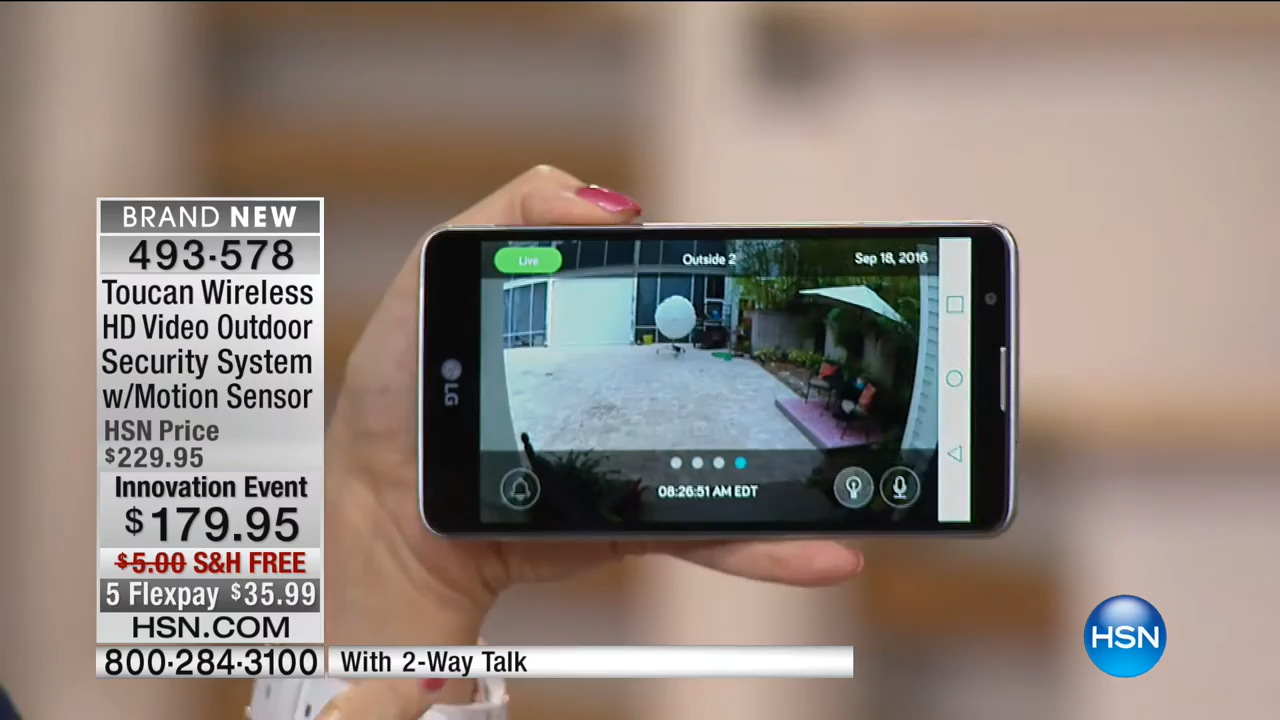 BRAND NEW
493·578
Toucan Wireless
HD Video Outdoor
Security System
w/Motion Sensor
HSN Price
$229.95
Innovation Event
$179.95
$5.00 S&H FREE
5 Flexpay $35.99
HSN.COM
800·284·3100
With 2-Way Talk
Live
Outside 2
Sep 18, 2016
LG
08:26:51 AM EDT
HSN